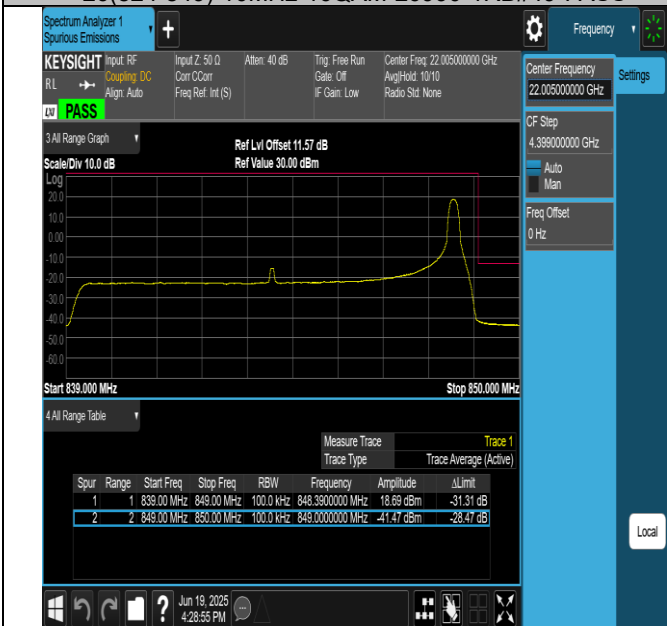 Spectrum Analyzer 1
Spurious Emissions
Frequency
KEYSIGHT
RL
LXI
PASS
Input: RF
Coupling: DC
Align: Auto
Input Z: 50 Ω
Corr CCorr
Freq Ref: Int (S)
Atten: 40 dB
Trig: Free Run
Gate: Off
IF Gain: Low
Center Freq: 22.005000000 GHz
Avg|Hold: 10/10
Radio Std: None
Center Frequency
22.005000000 GHz
Settings
CF Step
4.399000000 GHz
Auto
Man
Freq Offset
0 Hz
3 All Range Graph
Scale/Div 10.0 dB
Ref Lvl Offset 11.57 dB
Ref Value 30.00 dBm
Log
20.0
10.0
0.00
-10.0
-20.0
-30.0
-40.0
-50.0
-60.0
Start 839.000 MHz
Stop 850.000 MHz
4 All Range Table
Measure Trace Trace 1
Trace Type Trace Average (Active)
Spur Range Start Freq Stop Freq RBW Frequency Amplitude ΔLimit
1 1 839.00 MHz 849.00 MHz 100.0 kHz 848.3900000 MHz 18.69 dBm -31.31 dB
2 2 849.00 MHz 850.00 MHz 100.0 kHz 849.0000000 MHz -41.47 dBm -28.47 dB
Local
Jun 19, 2025
4:28:55 PM